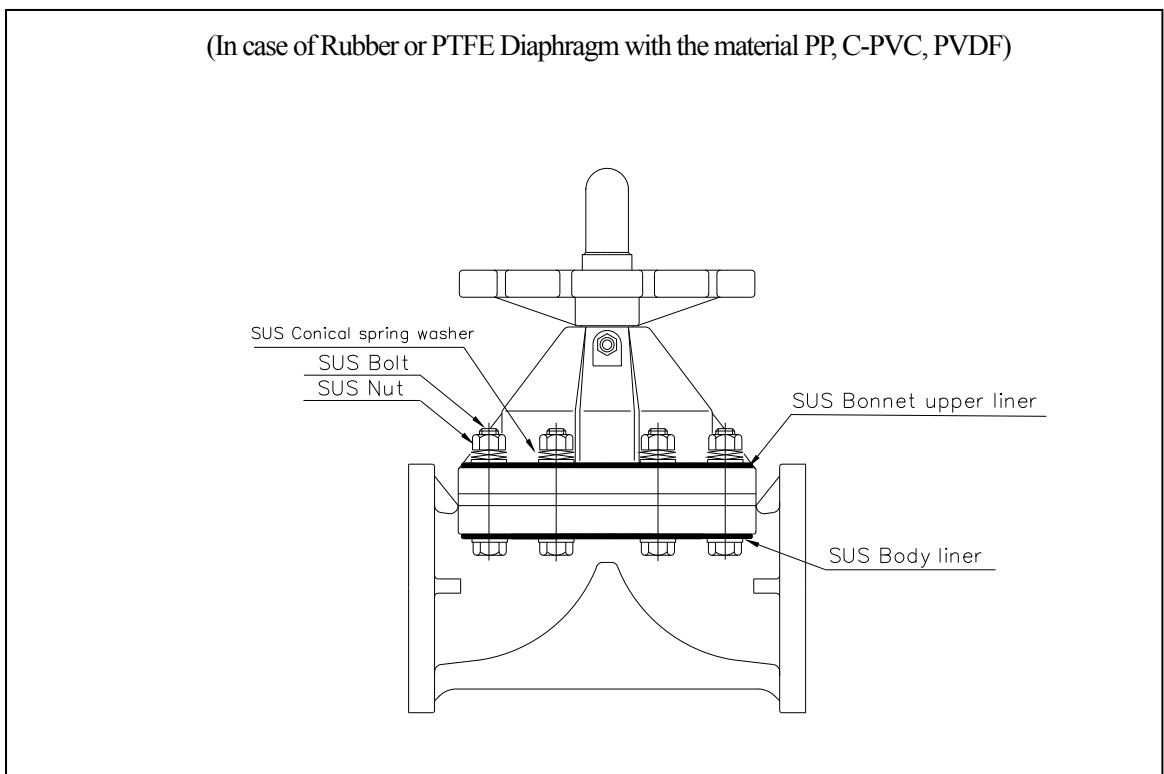 (In case of Rubber or PTFE Diaphragm with the material PP, C-PVC, PVDF)
SUS Conical spring washer
SUS Bolt
SUS Nut
SUS Bonnet upper liner
SUS Body liner